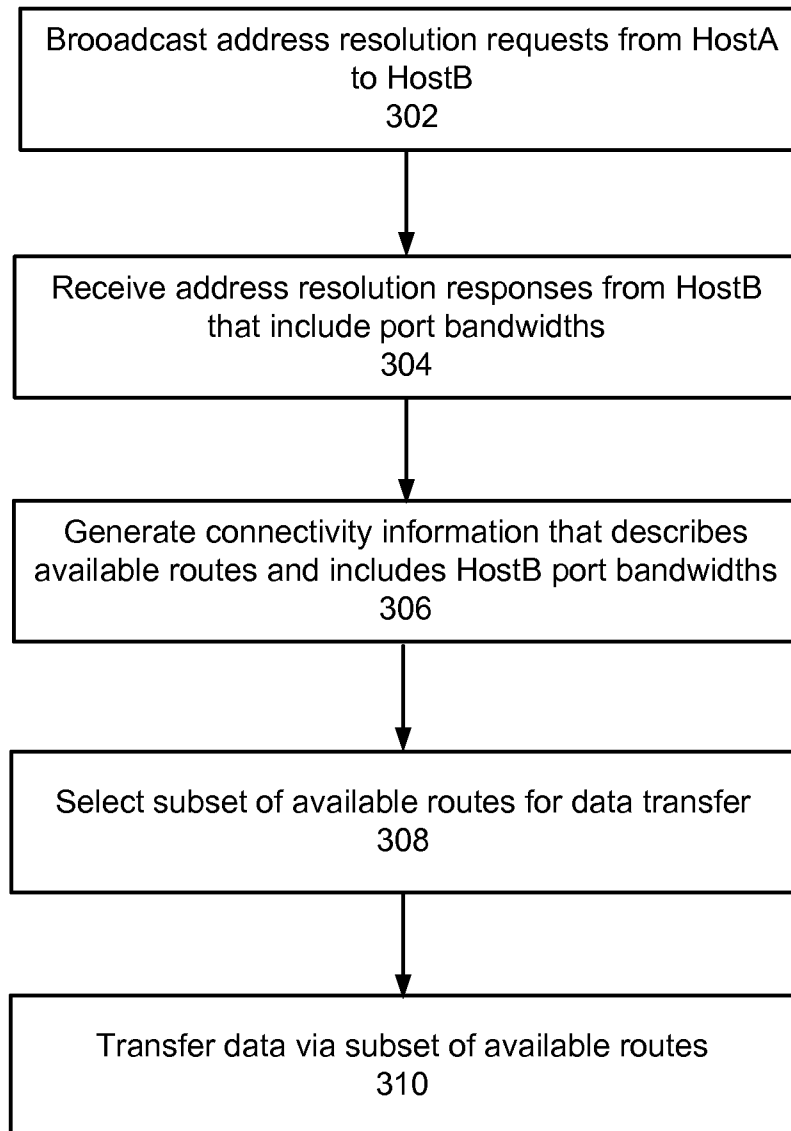 Brooadcast address resolution requests from HostA
to HostB
302
Receive address resolution responses from HostB
that include port bandwidths
304
Generate connectivity information that describes
available routes and includes HostB port bandwidths
306
Select subset of available routes for data transfer
308
Transfer data via subset of available routes
310